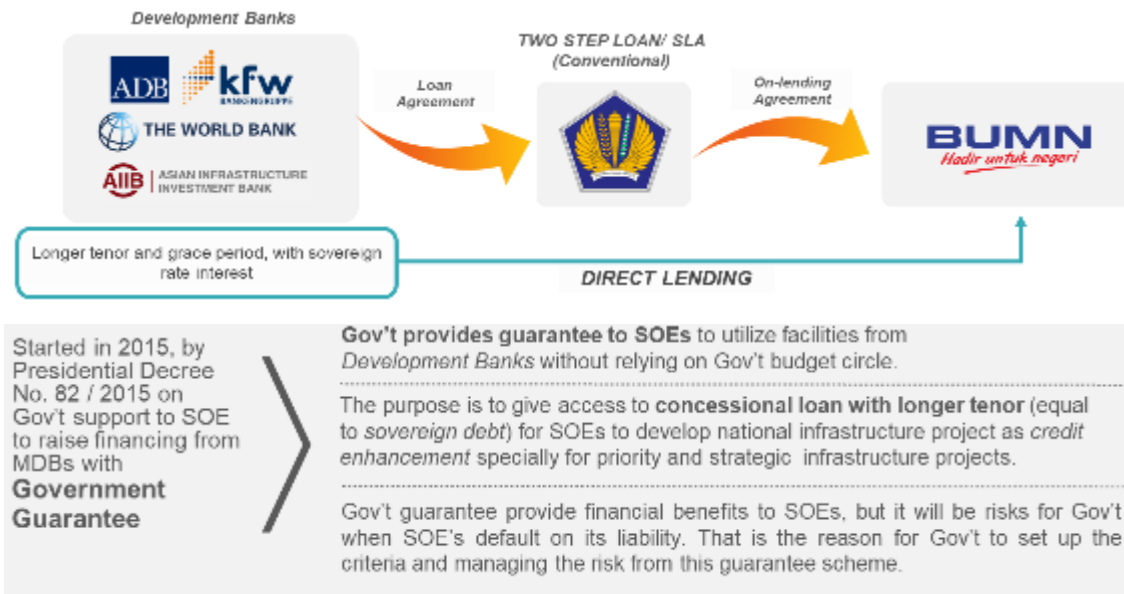 Development Banks
ADB
kfw
BANKENGRUPPE
THE WORLD BANK
AIIB
ASIAN INFRASTRUCTURE
INVESTMENT BANK
Loan
Agreement
TWO STEP LOAN/ SLA
(Conventional)
On-lending
Agreement
BUMN
Hadir untuk negeri
Longer tenor and grace period, with sovereign
rate interest
DIRECT LENDING
Started in 2015, by
Presidential Decree
No. 82 / 2015 on
Gov't support to SOE
to raise financing from
MDBs with
Government
Guarantee
Gov't provides guarantee to SOEs to utilize facilities from
Development Banks without relying on Gov't budget circle.
The purpose is to give access to concessional loan with longer tenor (equal
to sovereign debt) for SOEs to develop national infrastructure project as credit
enhancement specially for priority and strategic infrastructure projects.
Gov't guarantee provide financial benefits to SOEs, but it will be risks for Gov't
when SOE's default on its liability. That is the reason for Gov't to set up the
criteria and managing the risk from this guarantee scheme.